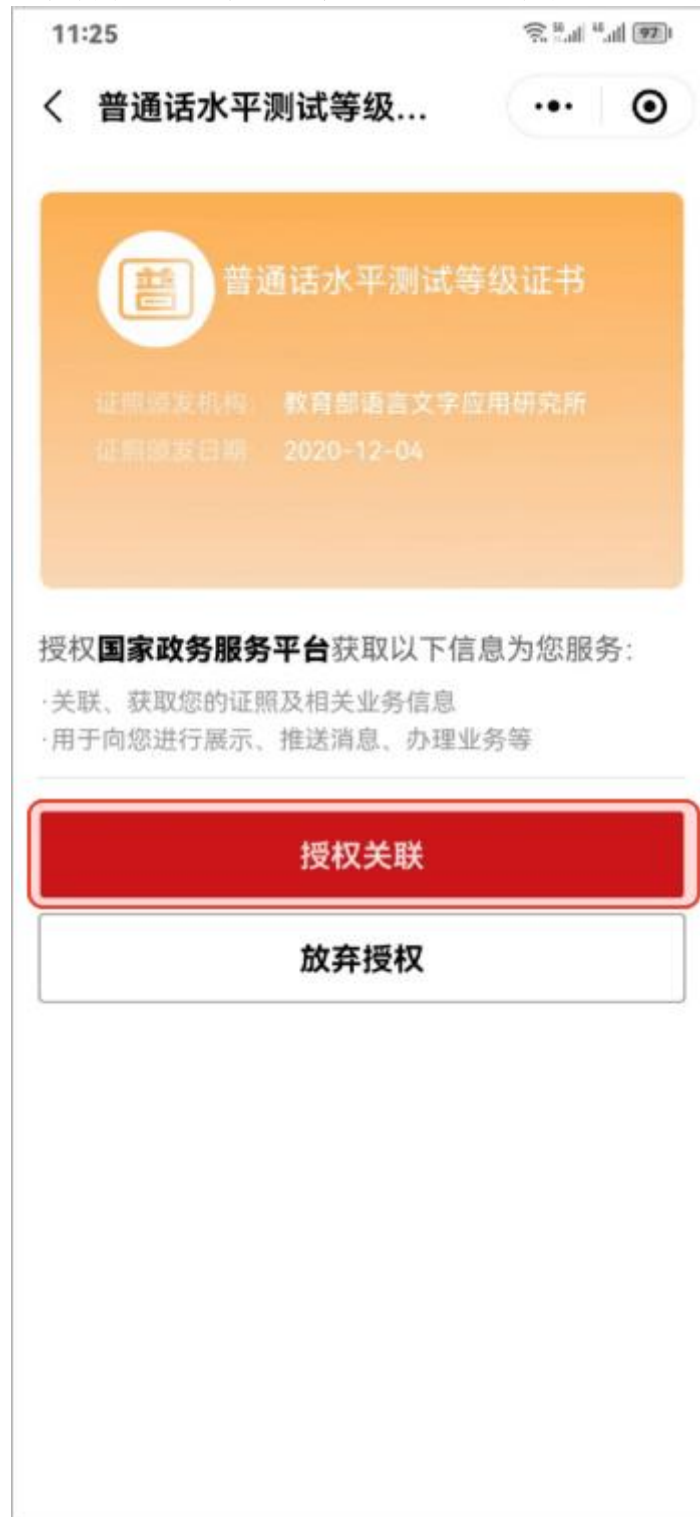 11:25
97
普通话水平测试等级...
普
普通话水平测试等级证书
证照颁发机构: 教育部语言文字应用研究所
证照颁发日期 2020-12-04
授权国家政务服务平台获取以下信息为您服务:
·关联、获取您的证照及相关业务信息
·用于向您进行展示、推送消息、办理业务等
授权关联
放弃授权